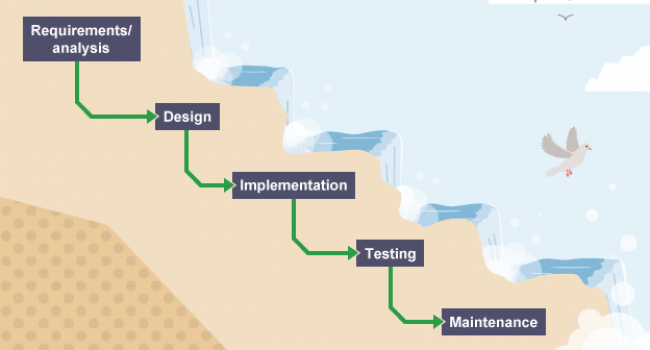 Requirements/
analysis
Design
Implementation
Testing
Maintenance